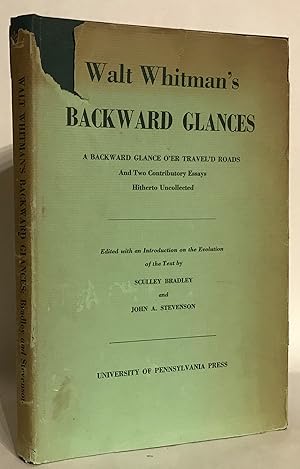 Walt Whitman's
BACKWARD GLANCES
A BACKWARD GLANCE O'ER TRAVEL'D ROADS
And Two Contributory Essays
Hitherto Uncollected
Edited with an Introduction on the Evolution
of the Text by
SCULLEY BRADLEY
and
JOHN A. STEVENSON
UNIVERSITY OF PENNSYLVANIA PRESS
WALT WHITMAN'S BACKWARD GLANCES Bradley and Stevenson